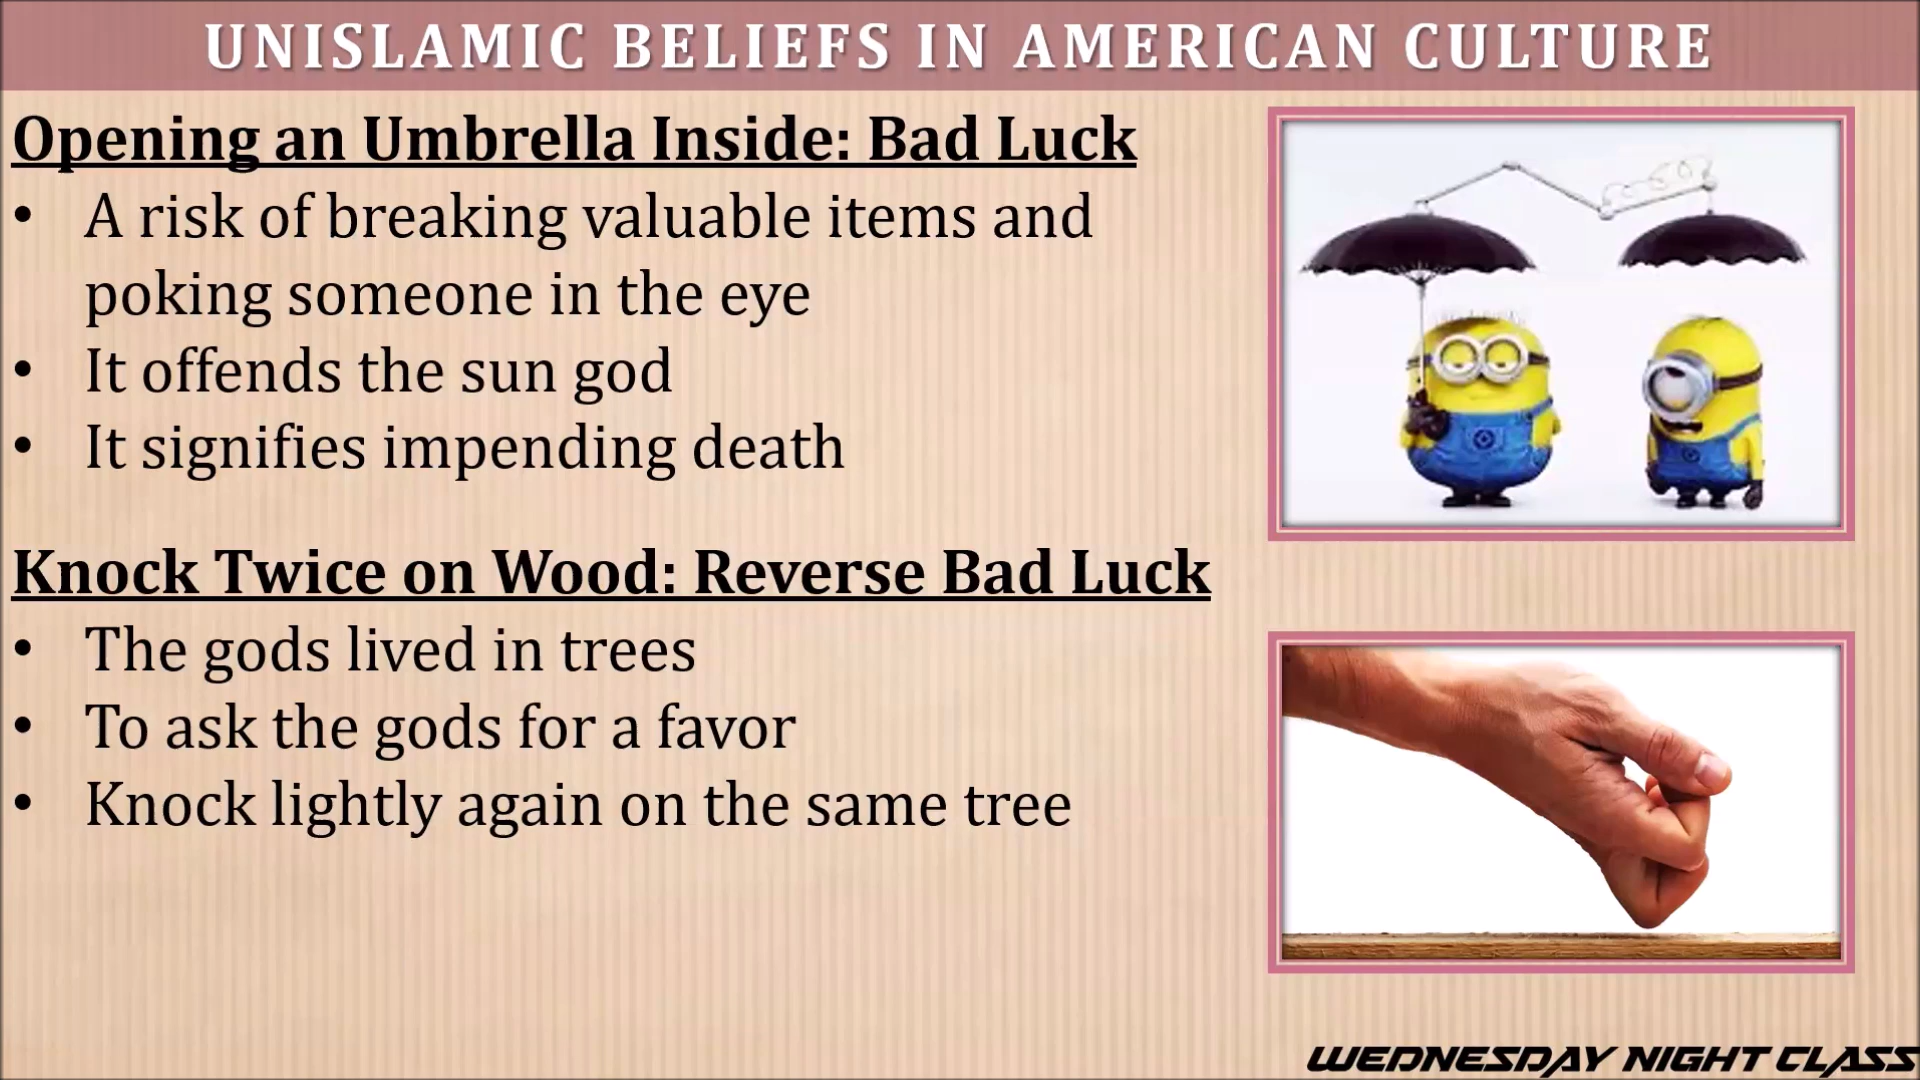 UNISLAMIC BELIEFS IN AMERICAN CULTURE
Opening an Umbrella Inside: Bad Luck
• A risk of breaking valuable items and
poking someone in the eye
• It offends the sun god
• It signifies impending death
Knock Twice on Wood: Reverse Bad Luck
• The gods lived in trees
• To ask the gods for a favor
• Knock lightly again on the same tree
WEDNESDAY NIGHT CLASS